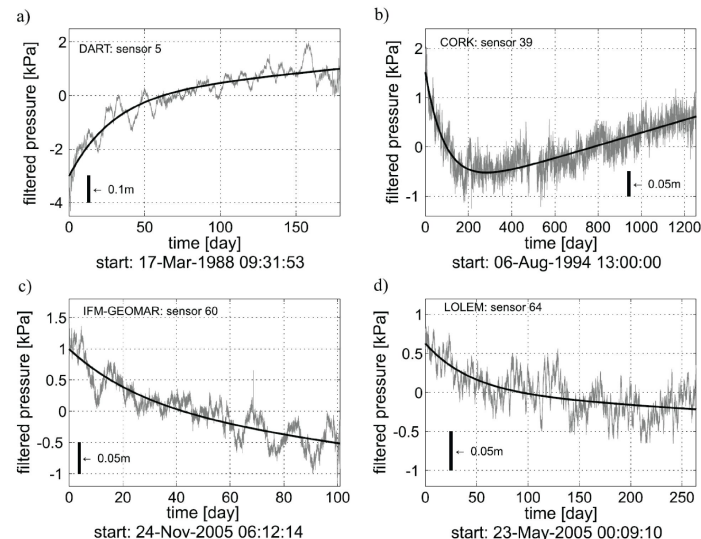 a)
DART: sensor 5
filtered pressure [kPa]
2
0
-2
-4
← 0.1m
0 50 100 150
time [day]
start: 17-Mar-1988 09:31:53
b)
CORK: sensor 39
filtered pressure [kPa]
2
1
0
-1
← 0.05m
0 200 400 600 800 1000 1200
time [day]
start: 06-Aug-1994 13:00:00
c)
IFM-GEOMAR: sensor 60
filtered pressure [kPa]
1.5
1
0.5
0
-0.5
-1
← 0.05m
0 20 40 60 80 100
time [day]
start: 24-Nov-2005 06:12:14
d)
LOLEM: sensor 64
filtered pressure [kPa]
1
0.5
0
-0.5
-1
← 0.05m
0 50 100 150 200 250
time [day]
start: 23-May-2005 00:09:10